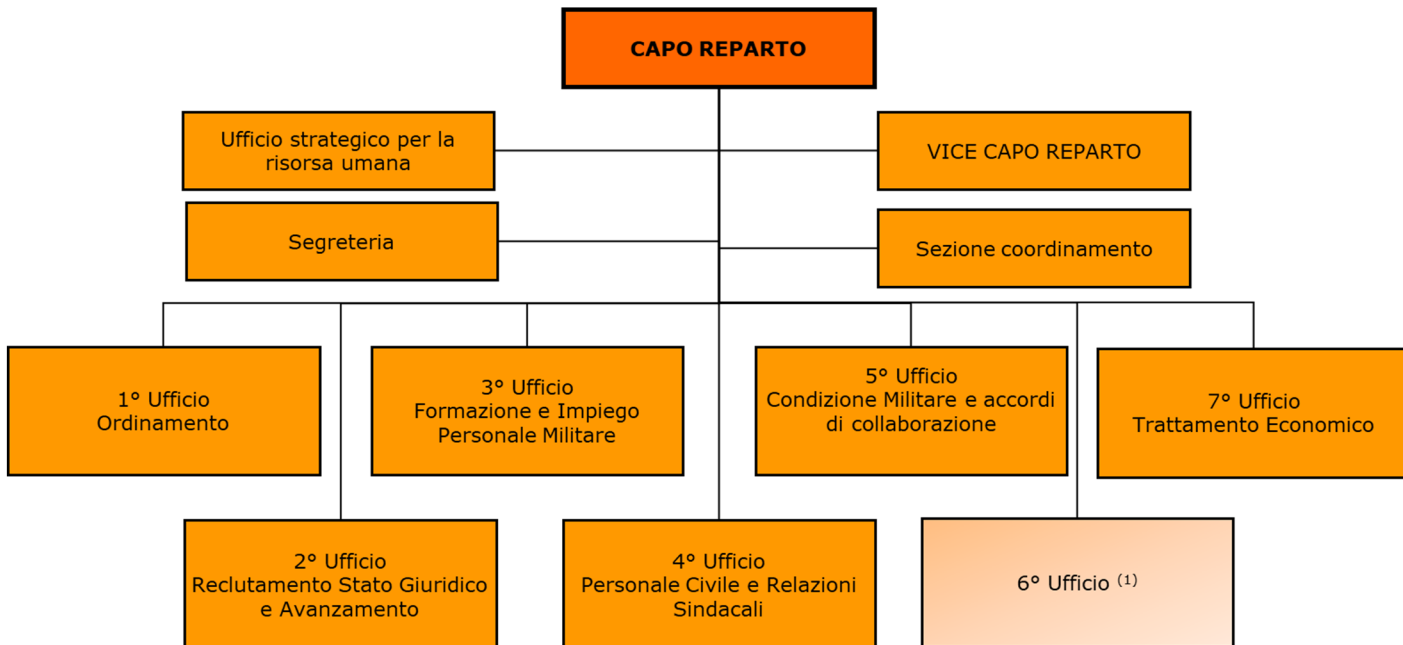 CAPO REPARTO
Ufficio strategico per la
risorsa umana
VICE CAPO REPARTO
Segreteria
Sezione coordinamento
1° Ufficio
Ordinamento
3° Ufficio
Formazione e Impiego
Personale Militare
5° Ufficio
Condizione Militare e accordi
di collaborazione
7° Ufficio
Trattamento Economico
2° Ufficio
Reclutamento Stato Giuridico
e Avanzamento
4° Ufficio
Personale Civile e Relazioni
Sindacali
6° Ufficio (1)